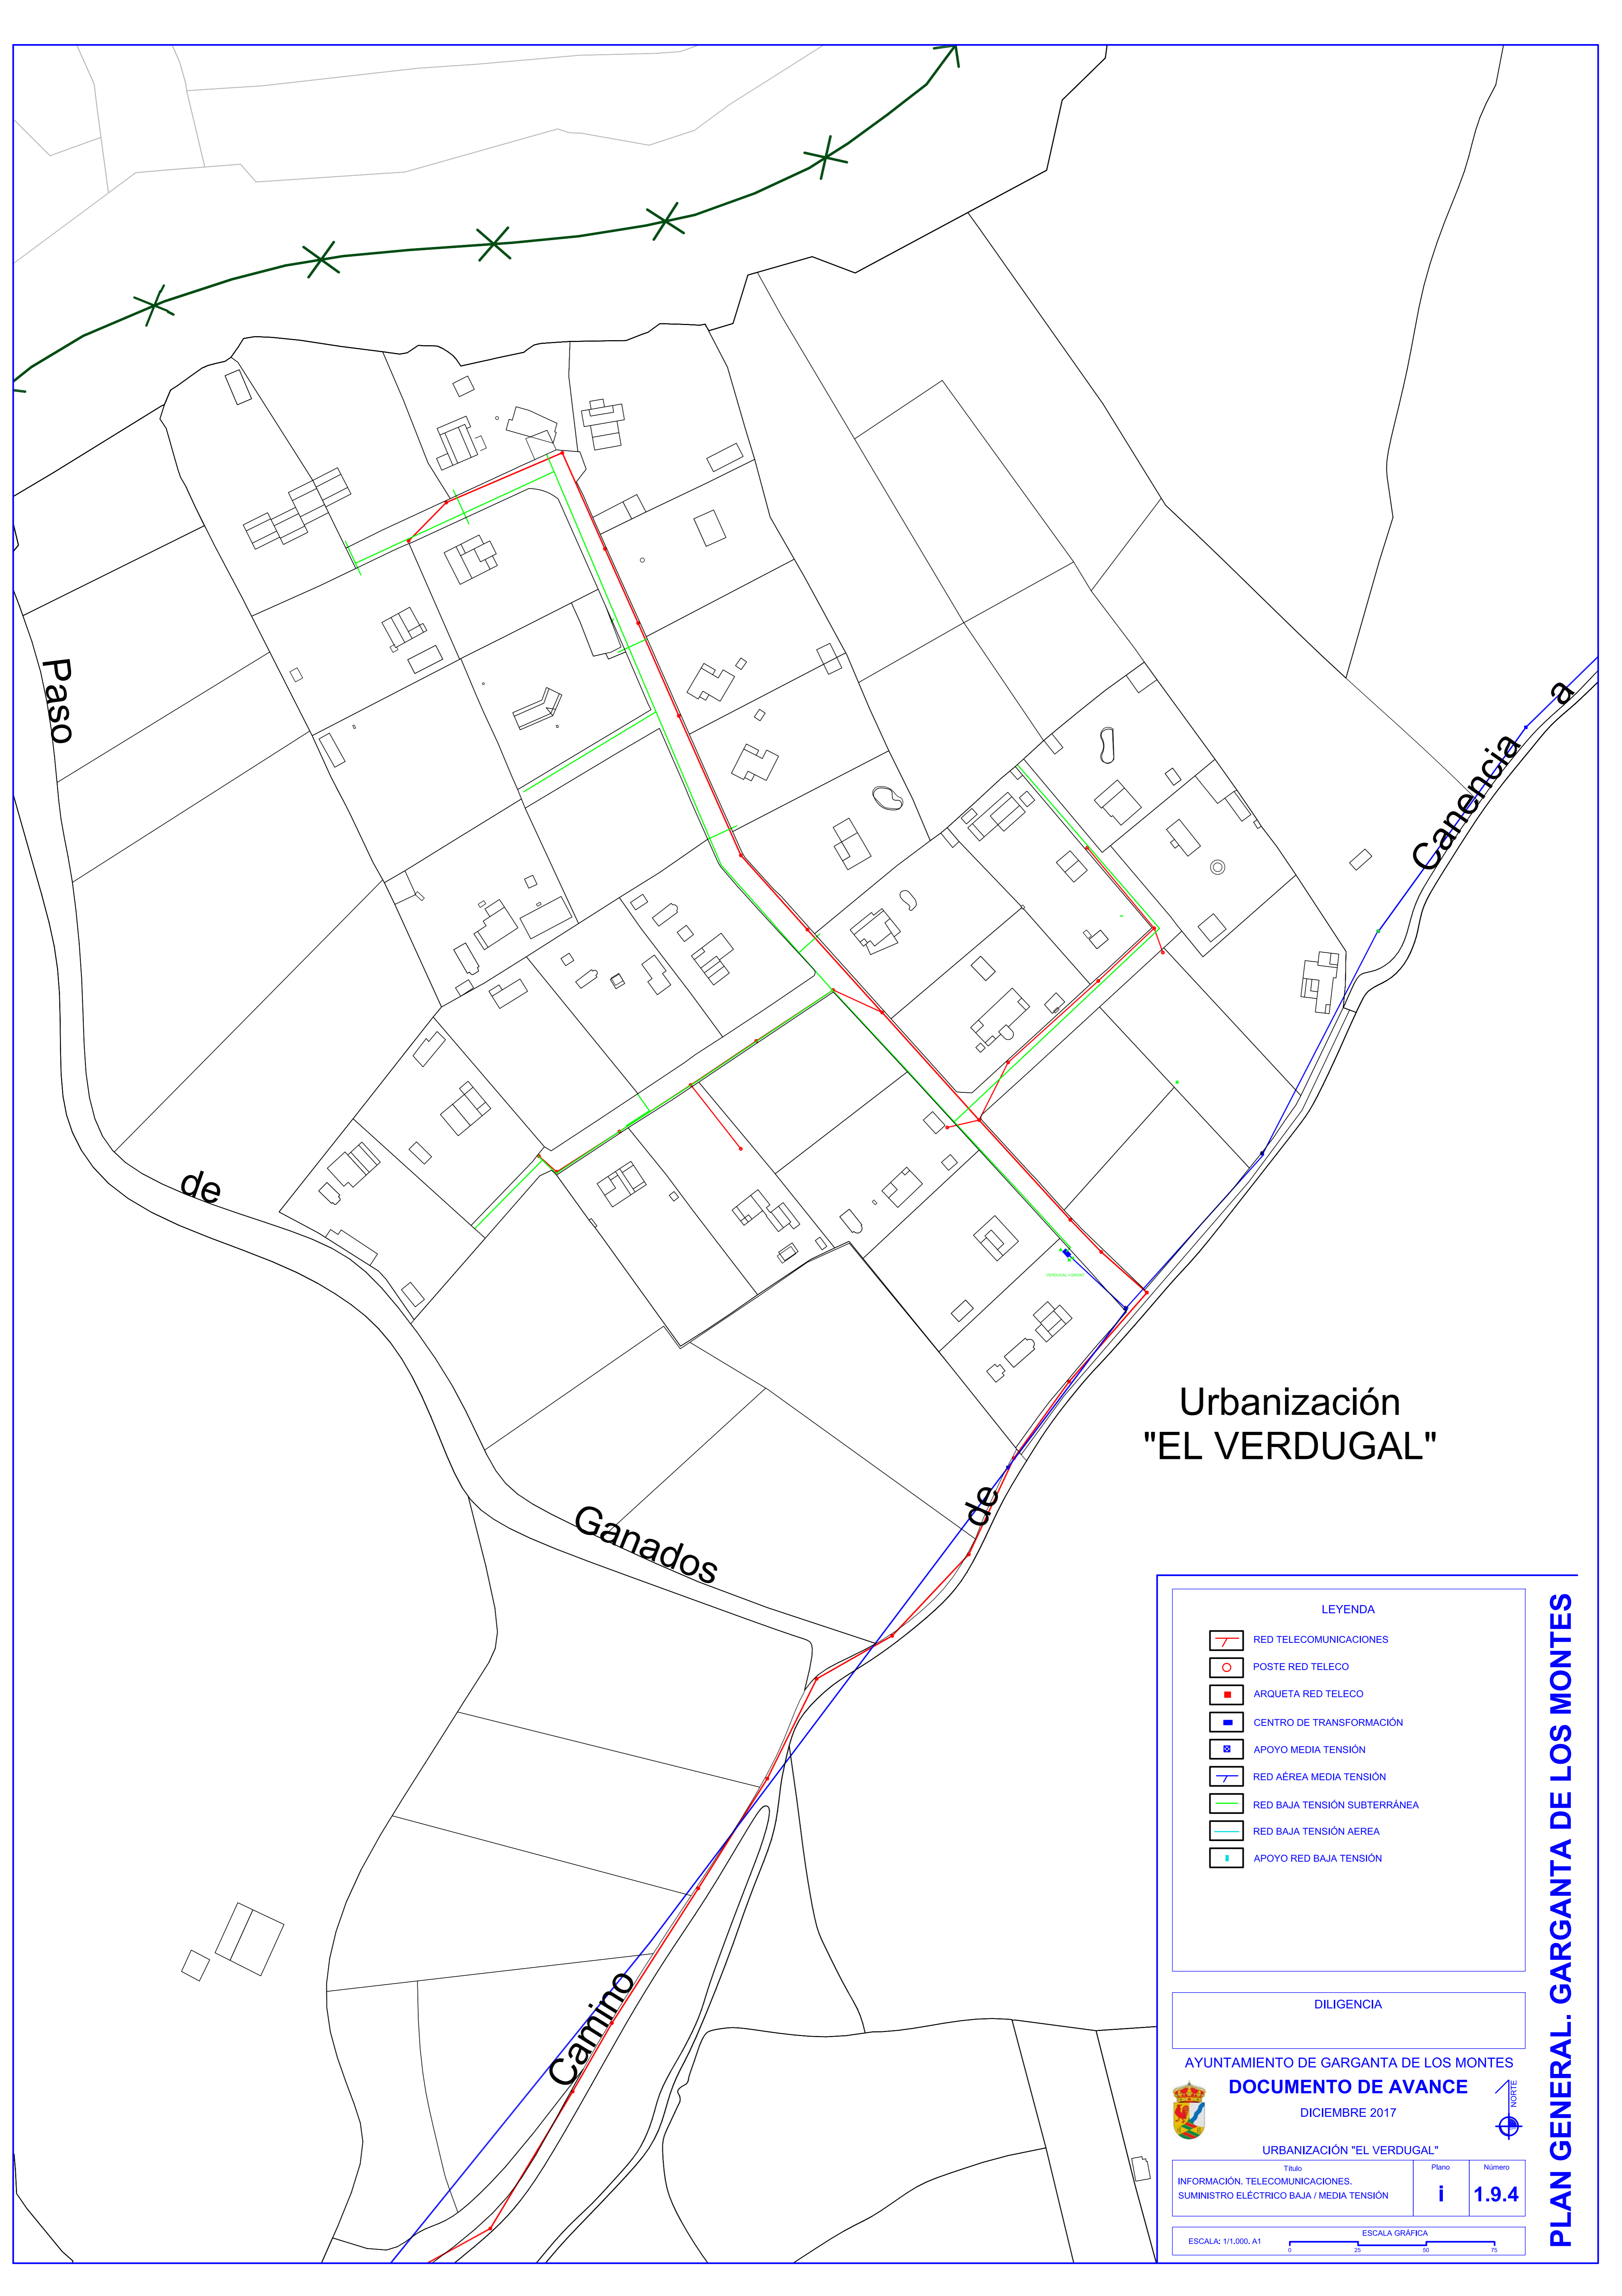 Paso
de
Ganados
Camino
de
Canencia
a
Urbanización
"EL VERDUGAL"
LEYENDA
RED TELECOMUNICACIONES
POSTE RED TELECO
ARQUETA RED TELECO
CENTRO DE TRANSFORMACIÓN
APOYO MEDIA TENSIÓN
RED AÉREA MEDIA TENSIÓN
RED BAJA TENSIÓN SUBTERRÁNEA
RED BAJA TENSIÓN AEREA
APOYO RED BAJA TENSIÓN
DILIGENCIA
AYUNTAMIENTO DE GARGANTA DE LOS MONTES
DOCUMENTO DE AVANCE
DICIEMBRE 2017
NORTE
URBANIZACIÓN "EL VERDUGAL"
Título
INFORMACIÓN. TELECOMUNICACIONES.
SUMINISTRO ELÉCTRICO BAJA / MEDIA TENSIÓN
Plano
i
Número
1.9.4
ESCALA: 1/1.000. A1
ESCALA GRÁFICA
0 25 50 75
PLAN GENERAL. GARGANTA DE LOS MONTES